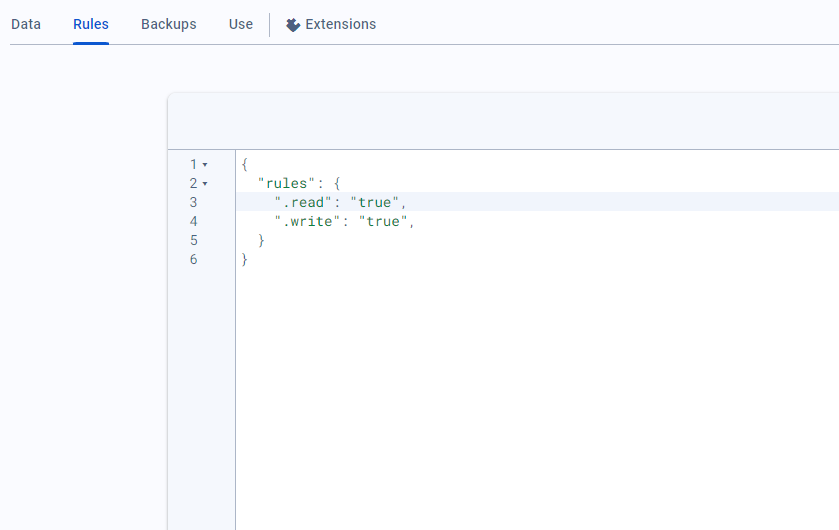 Data Rules Backups Use Extensions
1 {
2 "rules": {
3 ".read": "true",
4 ".write": "true",
5 }
6 }